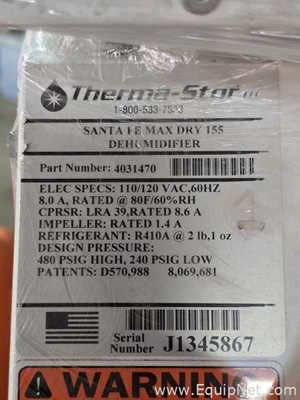 Therma-Stor LLC
1-800-533-7533
SANTA FE MAX DRY 155
DEHUMIDIFIER
Part Number: 4031470
ELEC SPECS: 110/120 VAC,60HZ
8.0 A, RATED @ 80F/60%RH
CPRSR: LRA 39,RATED 8.6 A
IMPELLER: RATED 1.4 A
REFRIGERANT: R410A @ 2 lb,1 oz
DESIGN PRESSURE:
480 PSIG HIGH, 240 PSIG LOW
PATENTS: D570,988 8,069,681
Serial
Number J1345867
WARNING
www.EquipNet.com